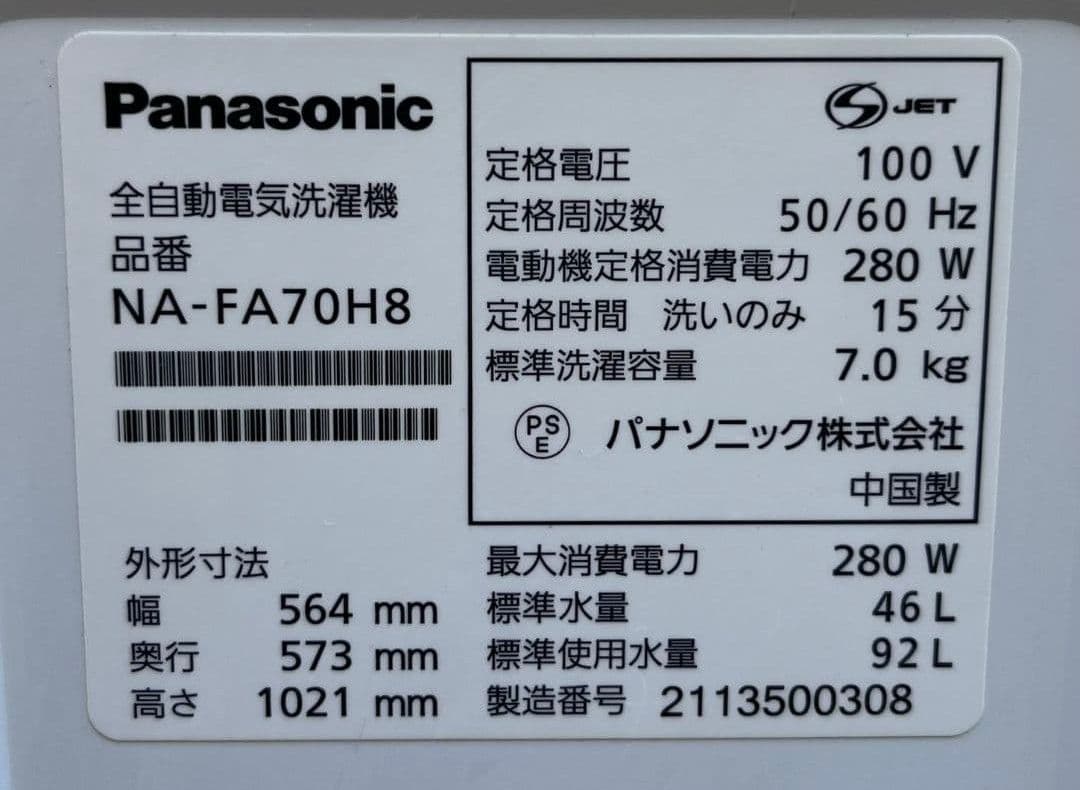 Panasonic
全自動電気洗濯機
品番
NA-FA70H8
S JET
定格電圧 100 V
定格周波数 50/60 Hz
電動機定格消費電力 280 W
定格時間 洗いのみ 15 分
標準洗濯容量 7.0 kg
PSE パナソニック株式会社
中国製
外形寸法
幅 564 mm
奥行 573 mm
高さ 1021 mm
最大消費電力 280 W
標準水量 46 L
標準使用水量 92 L
製造番号 2113500308